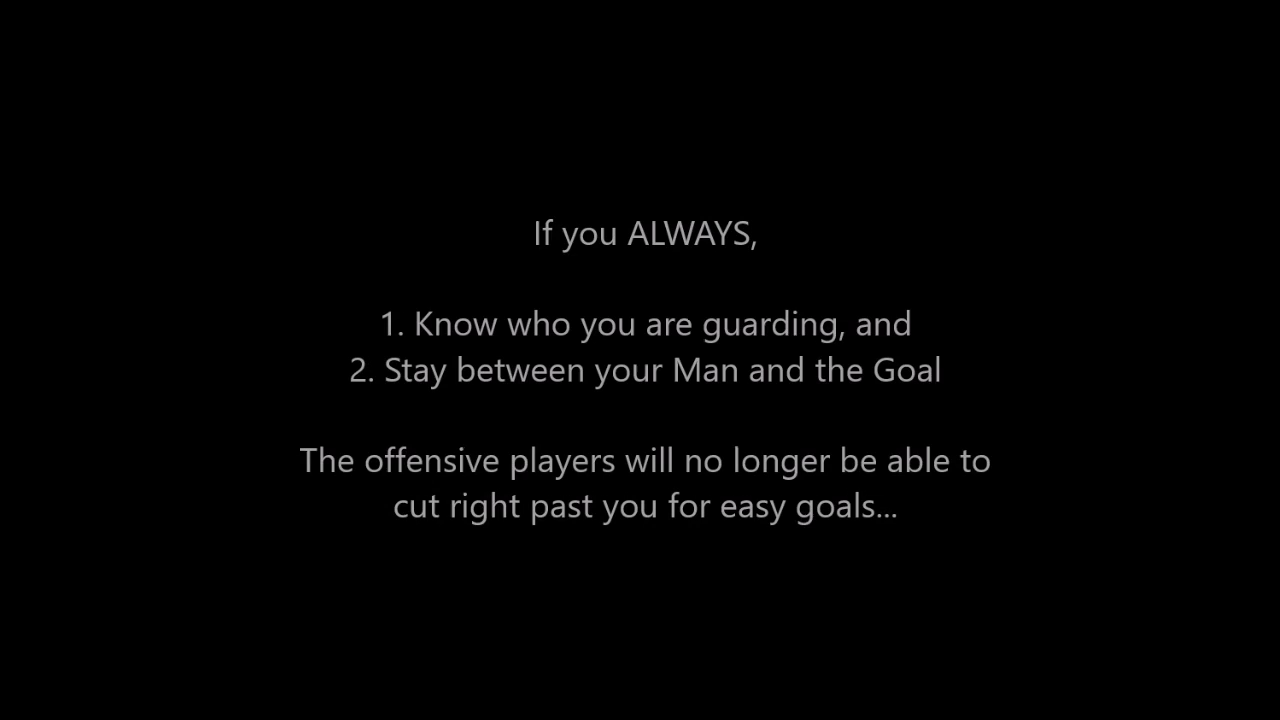 If you ALWAYS,
1. Know who you are guarding, and
2. Stay between your Man and the Goal
The offensive players will no longer be able to
cut right past you for easy goals...